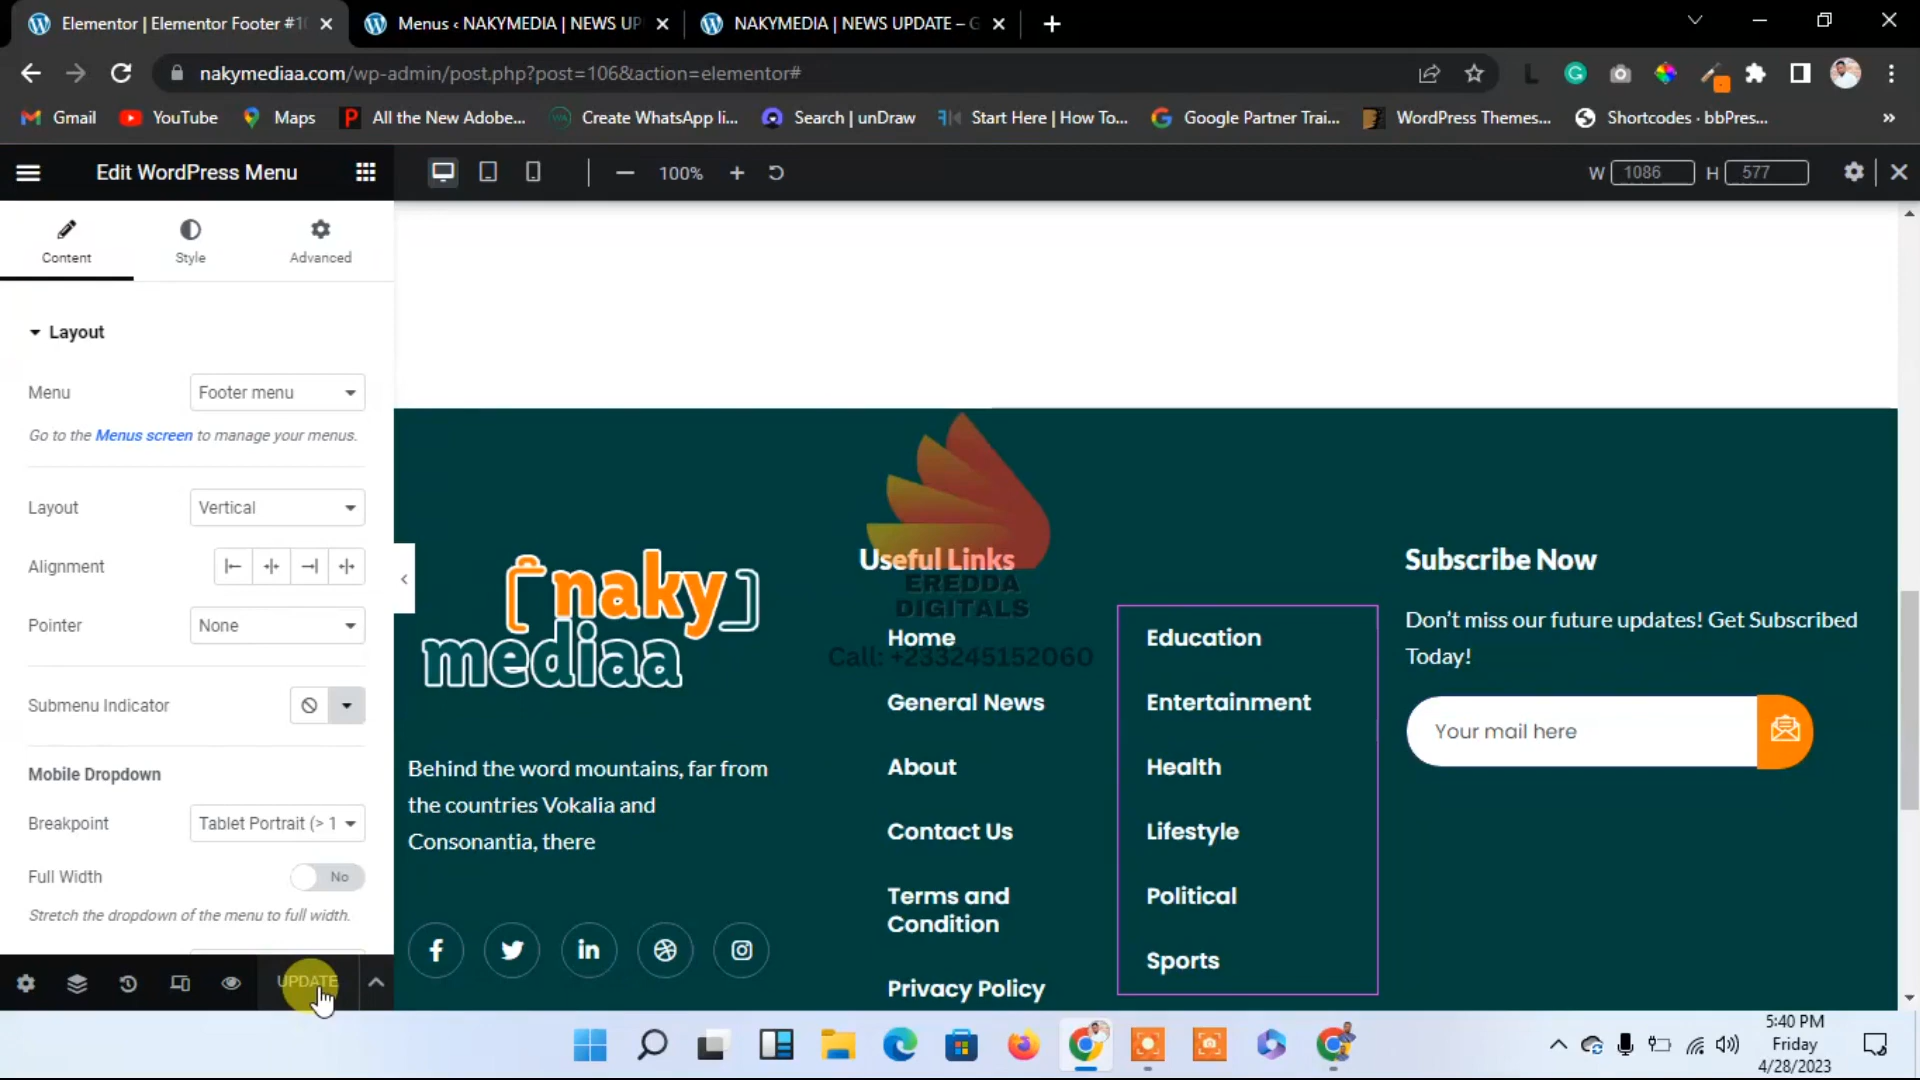 Elementor | Elementor Footer #10
Menus ‹ NAKYMEDIA | NEWS UP
NAKYMEDIA | NEWS UPDATE – G
nakymediaa.com/wp-admin/post.php?post=106&action=elementor#
Gmail
YouTube
Maps
All the New Adobe...
Create WhatsApp li...
Search | unDraw
Start Here | How To...
Google Partner Trai...
WordPress Themes...
Shortcodes · bbPres...
Edit WordPress Menu
100%
W 1086 H 577
Content
Style
Advanced
Layout
Menu
Footer menu
Go to the Menus screen to manage your menus.
Layout
Vertical
Alignment
Pointer
None
Submenu Indicator
Mobile Dropdown
Breakpoint
Tablet Portrait (> 1
Full Width
No
Stretch the dropdown of the menu to full width.
UPDATE
naky
mediaa
Behind the word mountains, far from
the countries Vokalia and
Consonantia, there
Useful Links
EREDDA
DIGITALS
Call: +233245152060
Home
General News
About
Contact Us
Terms and
Condition
Privacy Policy
Education
Entertainment
Health
Lifestyle
Political
Sports
Subscribe Now
Don't miss our future updates! Get Subscribed
Today!
Your mail here
5:40 PM
Friday
4/28/2023